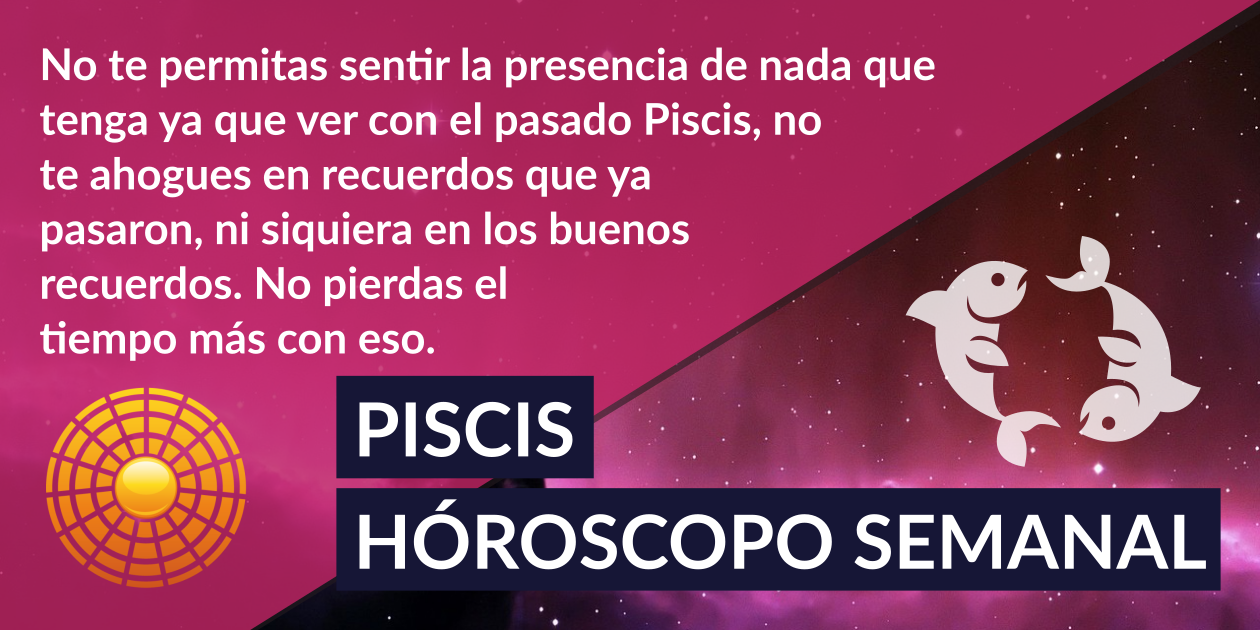 No te permitas sentir la presencia de nada que
tenga ya que ver con el pasado Piscis, no
te ahogues en recuerdos que ya
pasaron, ni siquiera en los buenos
recuerdos. No pierdas el
tiempo más con eso.
PISCIS
HÓROSCOPO SEMANAL